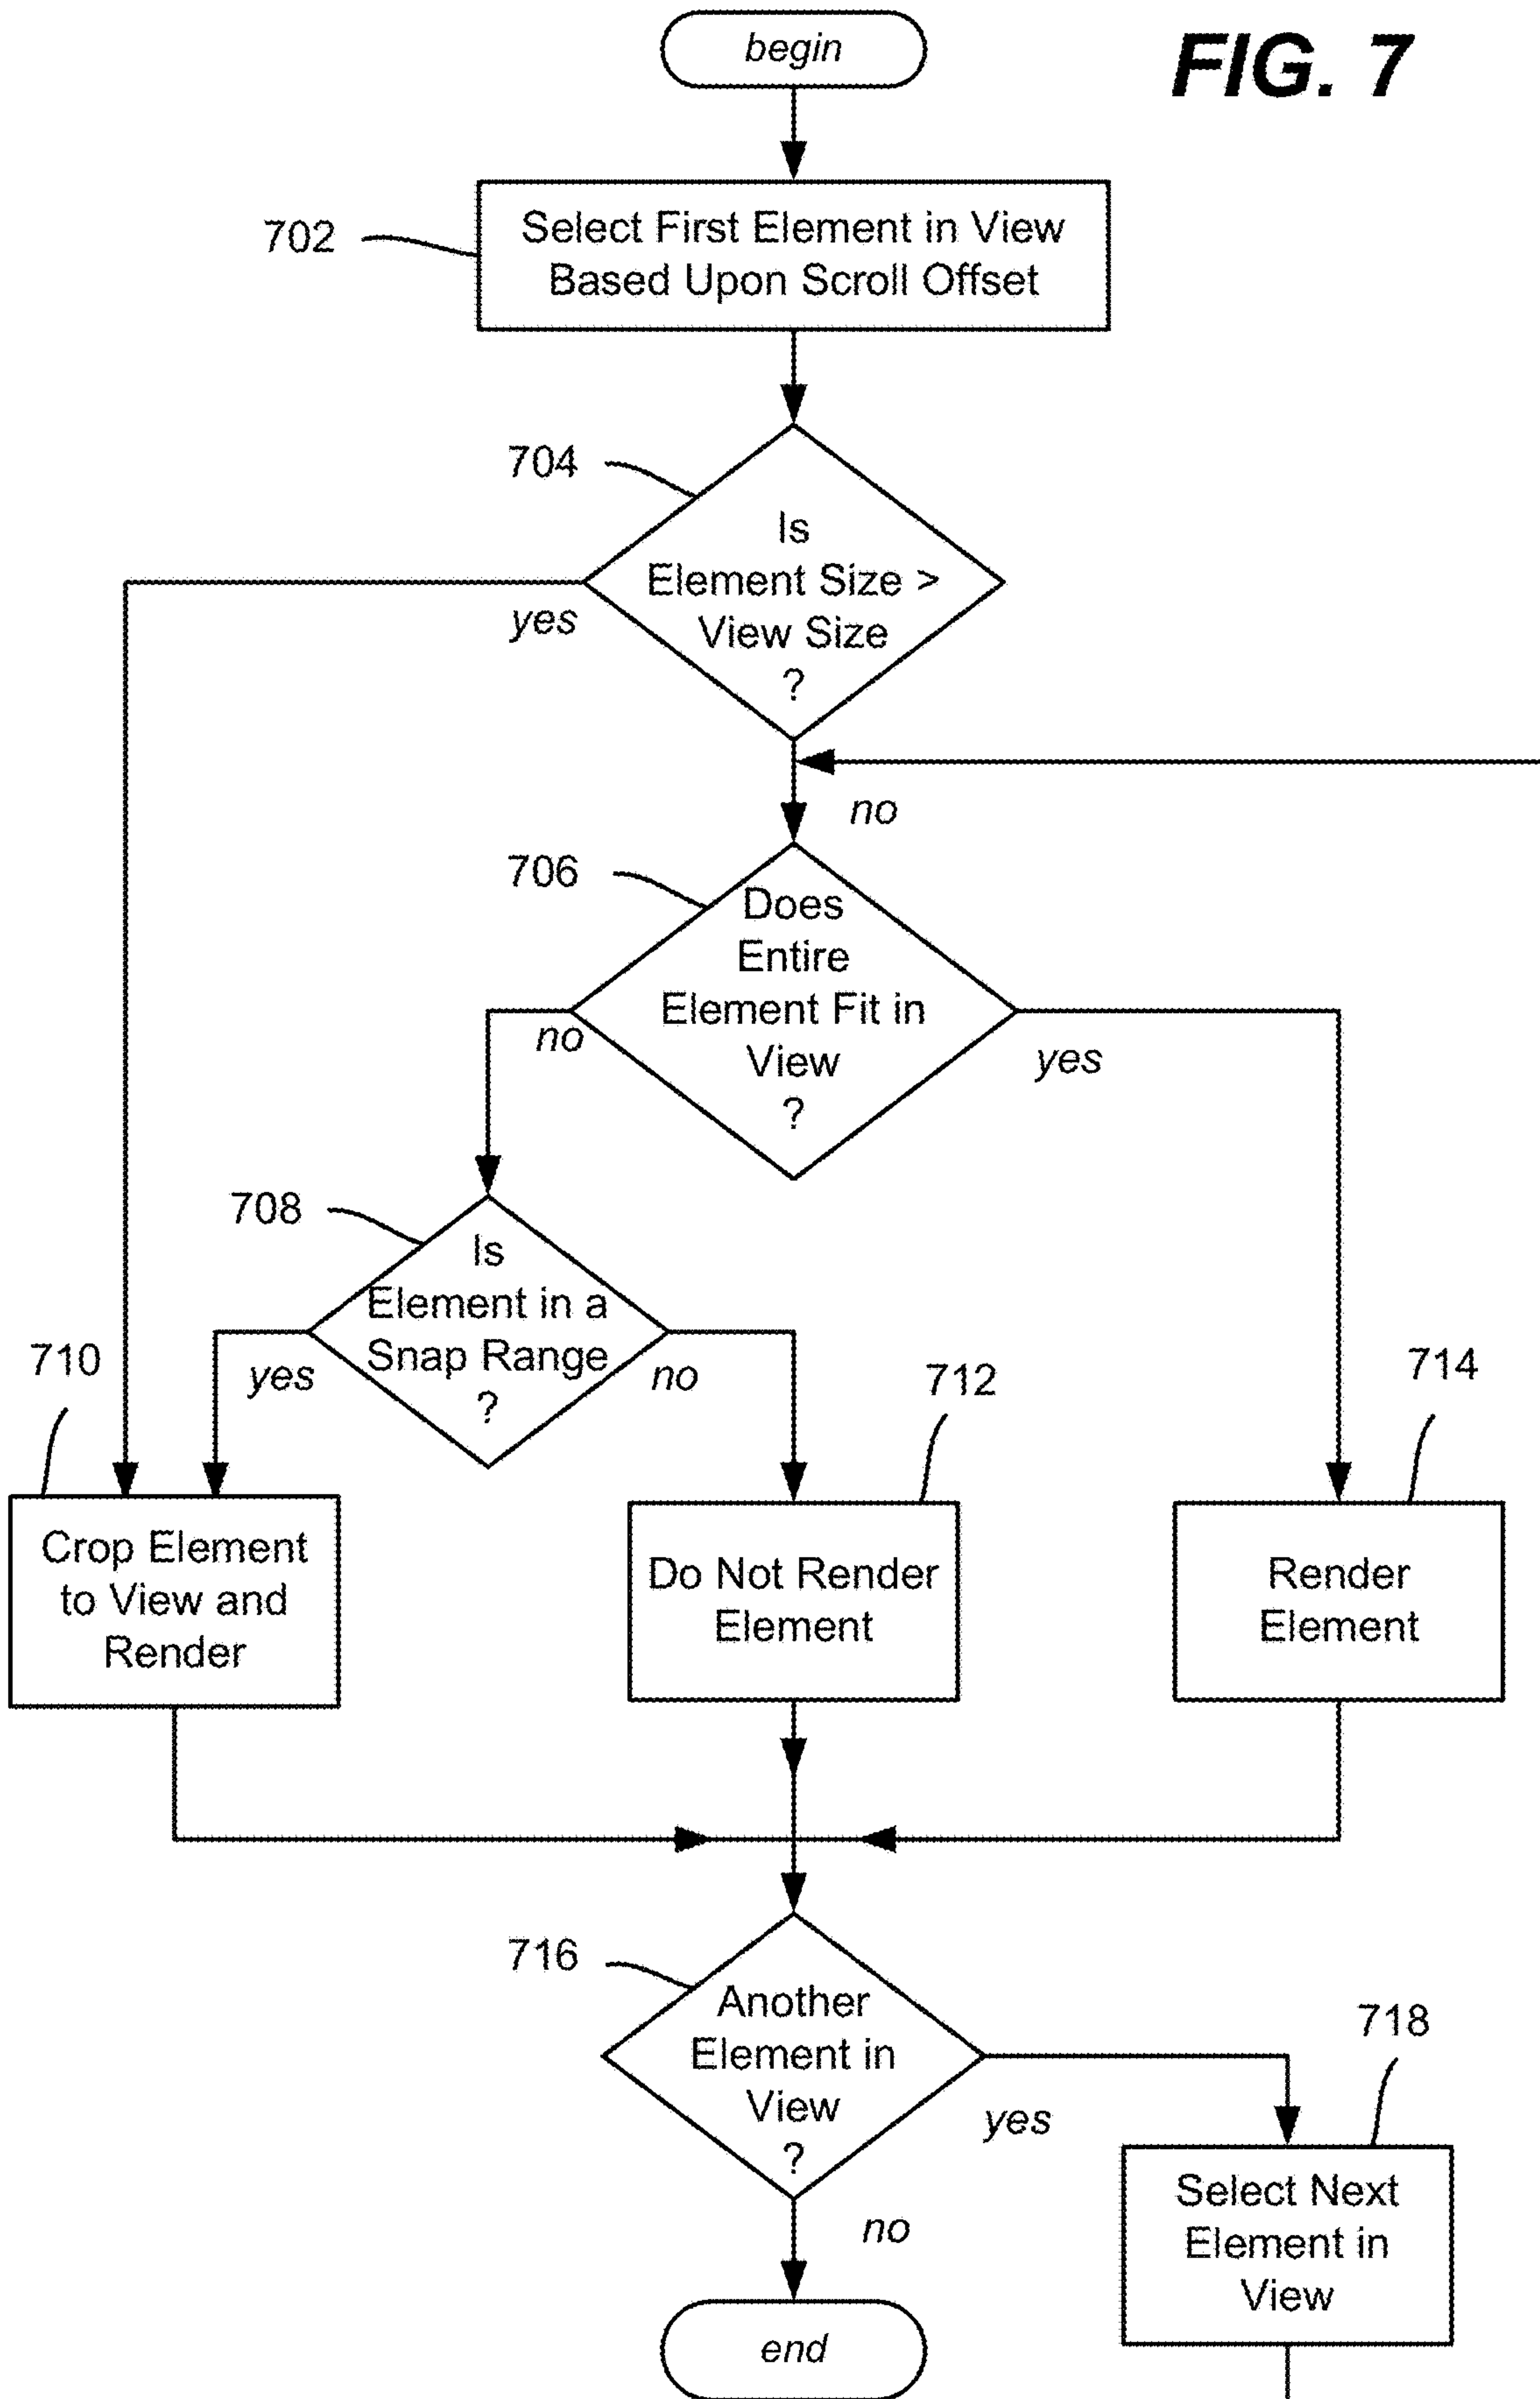 begin
FIG. 7
702
Select First Element in View
Based Upon Scroll Offset
704
Is
Element Size >
View Size
?
yes
no
706
Does
Entire
Element Fit in
View
?
no
yes
708
Is
Element in a
Snap Range
?
yes
no
710
712
714
Crop Element
to View and
Render
Do Not Render
Element
Render
Element
716
Another
Element in
View
?
yes
718
no
Select Next
Element in
View
end